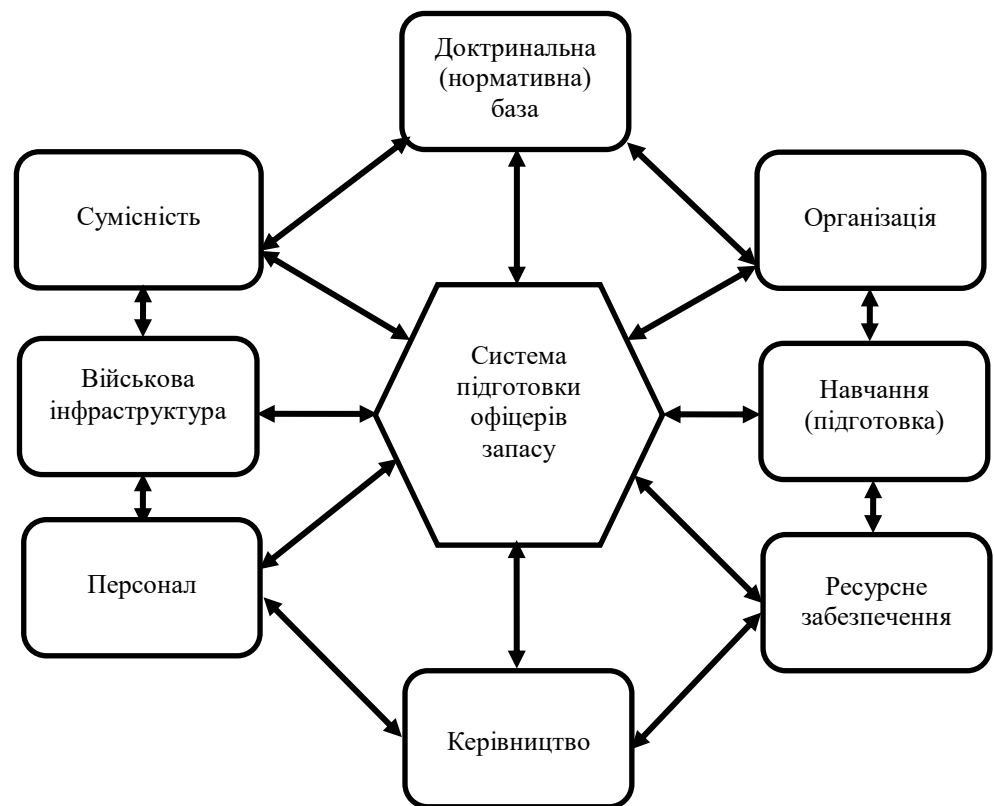 Доктринальна
(нормативна)
база
Сумісність
Організація
Військова
інфраструктура
Система
підготовки
офіцерів
запасу
Навчання
(підготовка)
Персонал
Ресурсне
забезпечення
Керівництво